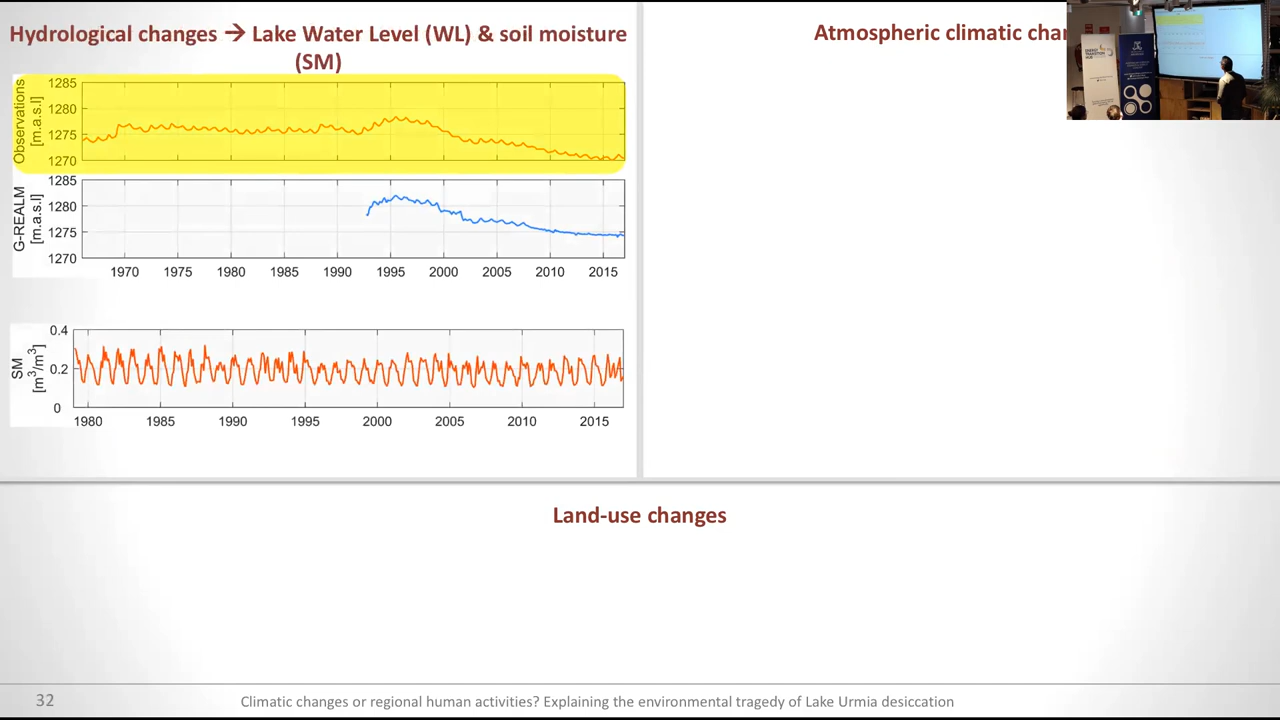 Hydrological changes → Lake Water Level (WL) & soil moisture
(SM)
Observations
[m.a.s.l]
1285
1280
1275
1270
G-REALM
[m.a.s.l]
1285
1280
1275
1270
1970 1975 1980 1985 1990 1995 2000 2005 2010 2015
SM
[m³/m³]
0.4
0.2
0
1980 1985 1990 1995 2000 2005 2010 2015
Atmospheric climatic
Land-use changes
32
Climatic changes or regional human activities? Explaining the environmental tragedy of Lake Urmia desiccation